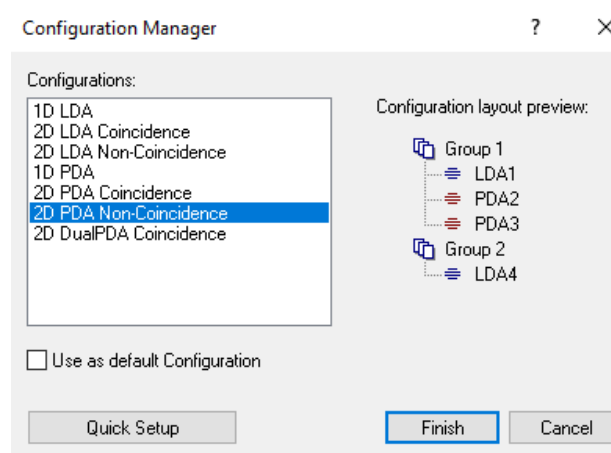 Configuration Manager
?
Configurations:
1D LDA
2D LDA Coincidence
2D LDA Non-Coincidence
1D PDA
2D PDA Coincidence
2D PDA Non-Coincidence
2D DualPDA Coincidence
Configuration layout preview:
Group 1
LDA1
PDA2
PDA3
Group 2
LDA4
Use as default Configuration
Quick Setup
Finish
Cancel